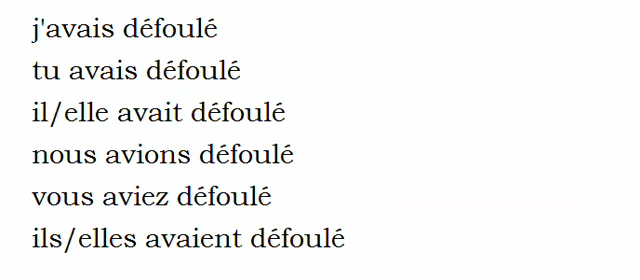 j'avais défoulé
tu avais défoulé
il/elle avait défoulé
nous avions défoulé
vous aviez défoulé
ils/elles avaient défoulé